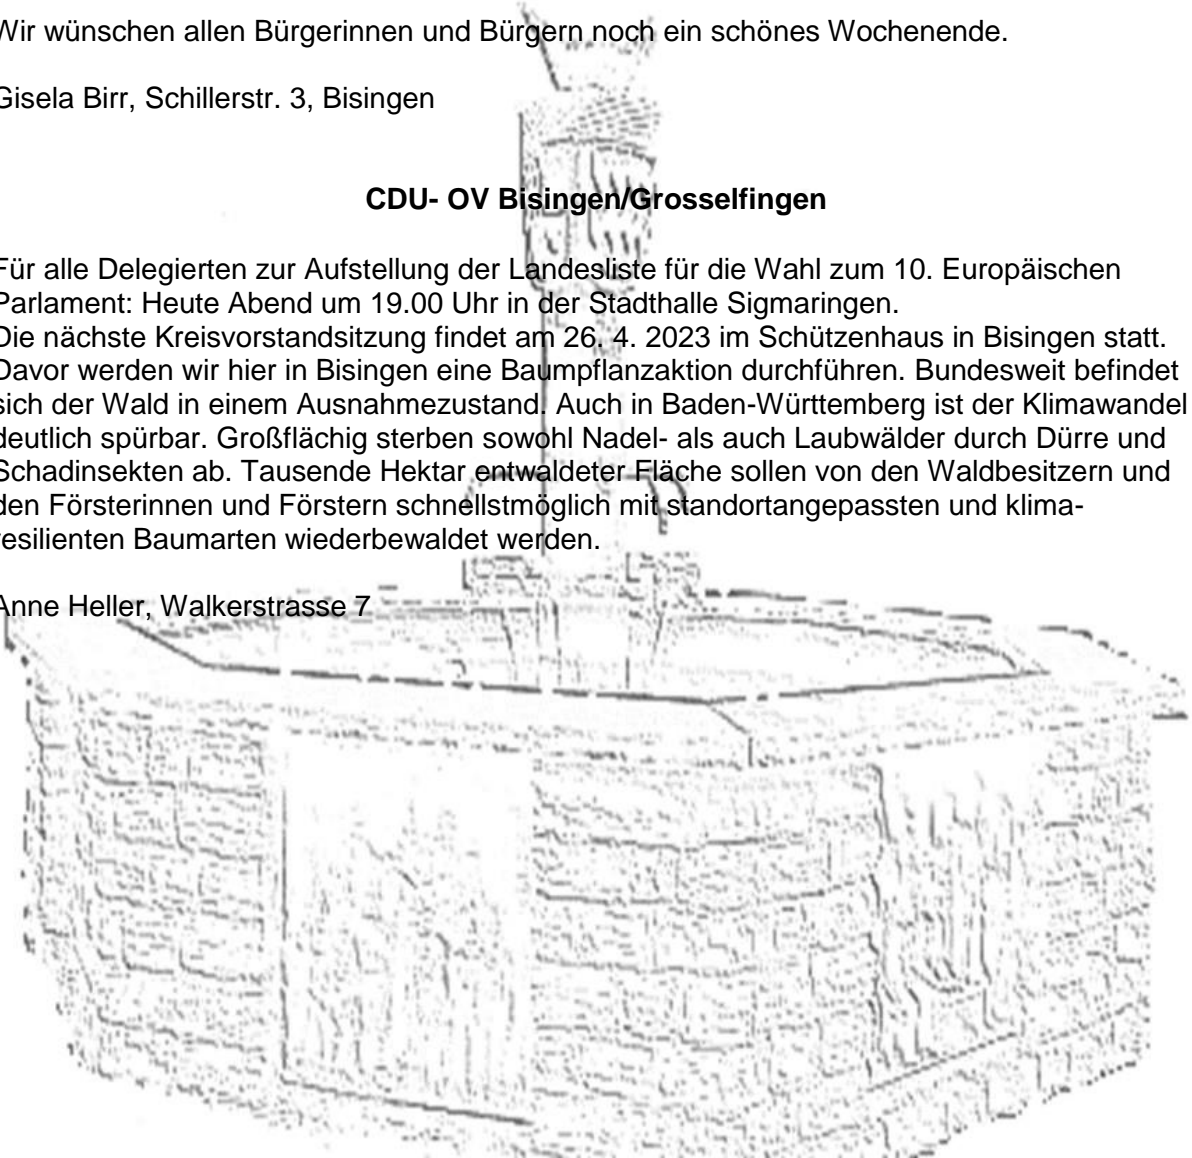 Wir wünschen allen Bürgerinnen und Bürgern noch ein schönes Wochenende.
Gisela Birr, Schillerstr. 3, Bisingen
CDU- OV Bisingen/Grosselfingen
Für alle Delegierten zur Aufstellung der Landesliste für die Wahl zum 10. Europäischen
Parlament: Heute Abend um 19.00 Uhr in der Stadthalle Sigmaringen.
Die nächste Kreisvorstandsitzung findet am 26. 4. 2023 im Schützenhaus in Bisingen statt.
Davor werden wir hier in Bisingen eine Baumpflanzaktion durchführen. Bundesweit befindet
sich der Wald in einem Ausnahmezustand. Auch in Baden-Württemberg ist der Klimawandel
deutlich spürbar. Großflächig sterben sowohl Nadel- als auch Laubwälder durch Dürre und
Schadinsekten ab. Tausende Hektar entwaldeter Fläche sollen von den Waldbesitzern und
den Försterinnen und Förstern schnellstmöglich mit standortangepassten und klima-
resilienten Baumarten wiederbewaldet werden.
Anne Heller, Walkerstrasse 7